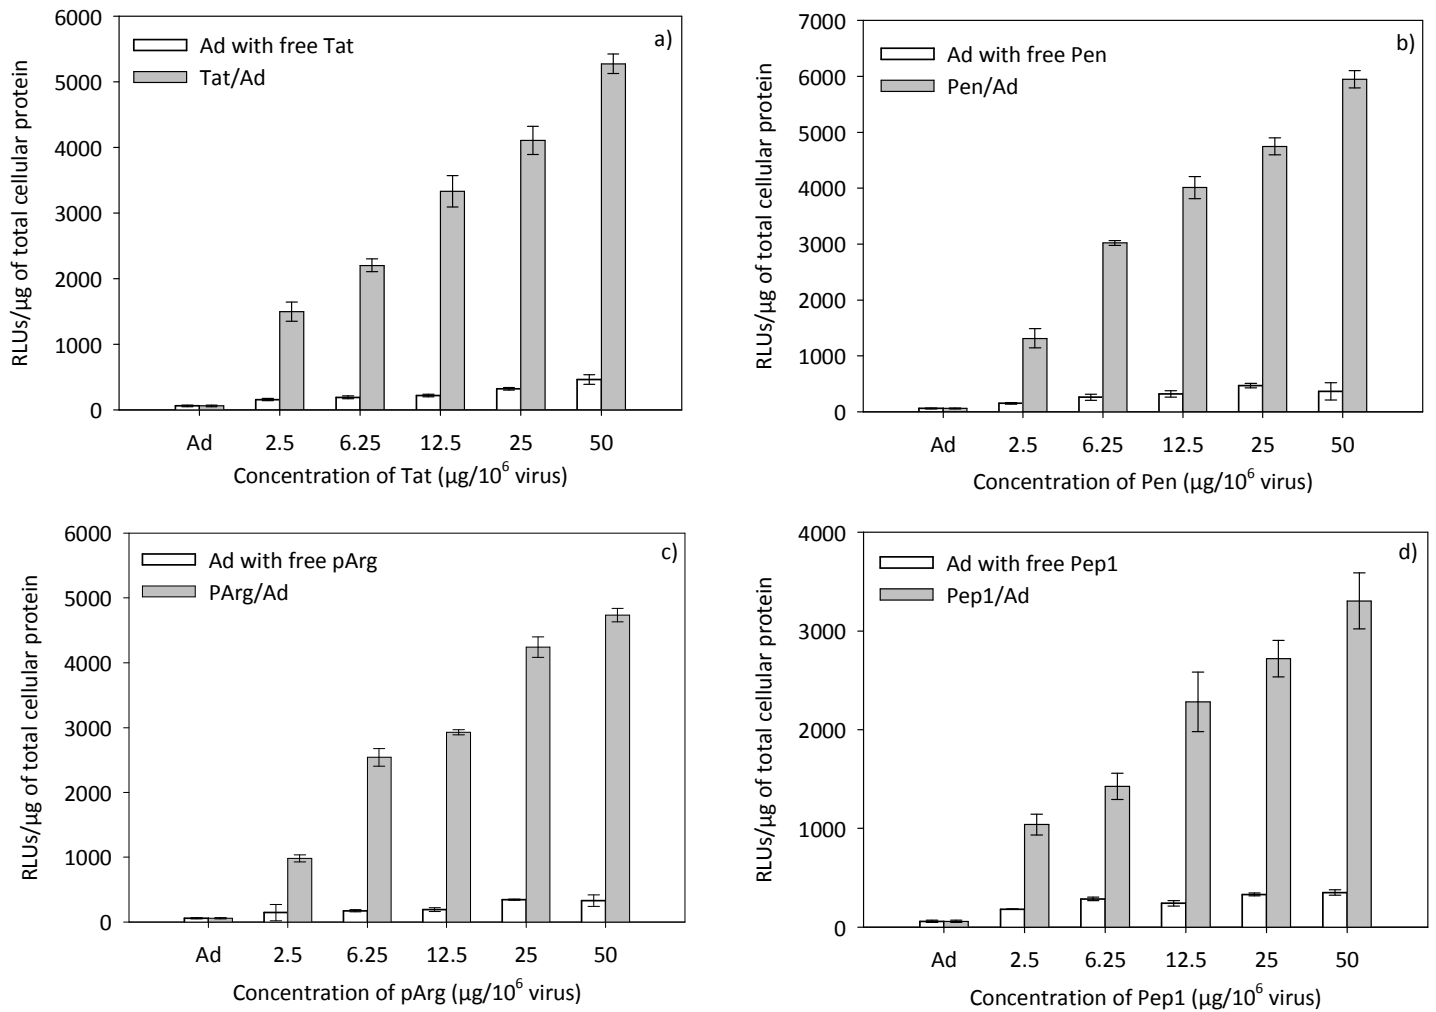 a)
Ad with free Tat
Tat/Ad
RLUs/µg of total cellular protein
6000
5000
4000
3000
2000
1000
0
Ad 2.5 6.25 12.5 25 50
Concentration of Tat (µg/10⁶ virus)
b)
Ad with free Pen
Pen/Ad
RLUs/µg of total cellular protein
7000
6000
5000
4000
3000
2000
1000
0
Ad 2.5 6.25 12.5 25 50
Concentration of Pen (µg/10⁶ virus)
c)
Ad with free pArg
PArg/Ad
RLUs/µg of total cellular protein
6000
5000
4000
3000
2000
1000
0
Ad 2.5 6.25 12.5 25 50
Concentration of pArg (µg/10⁶ virus)
d)
Ad with free Pep1
Pep1/Ad
RLUs/µg of total cellular protein
4000
3000
2000
1000
0
Ad 2.5 6.25 12.5 25 50
Concentration of Pep1 (µg/10⁶ virus)